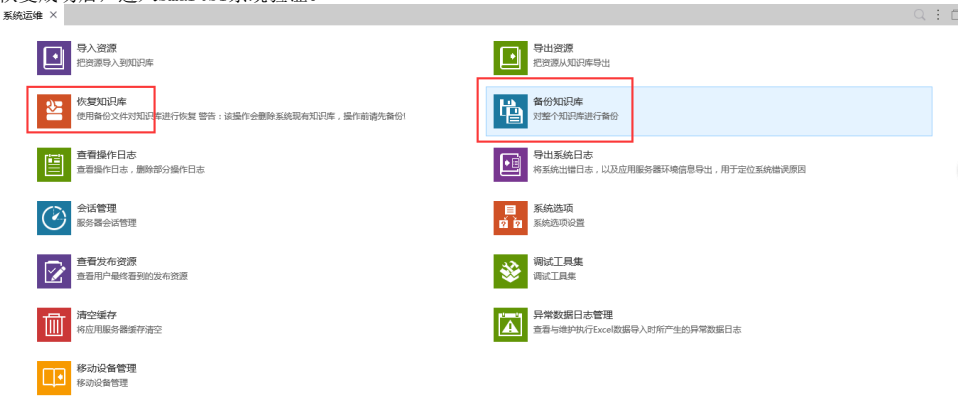 系统运维 ×
导入资源
把资源导入到知识库
导出资源
把资源从知识库导出
恢复知识库
使用备份文件对知识库进行恢复 警告：该操作会删除系统现有知识库，操作前请先备份!
备份知识库
对整个知识库进行备份
查看操作日志
查看操作日志，删除部分操作日志
导出系统日志
将系统出错日志，以及应用服务器环境信息导出，用于定位系统错误原因
会话管理
服务器会话管理
系统选项
系统选项设置
查看发布资源
查看用户最终看到的发布资源
调试工具集
调试工具集
清空缓存
将应用服务器缓存清空
异常数据日志管理
查看与维护执行Excel数据导入时所产生的异常数据日志
移动设备管理
移动设备管理